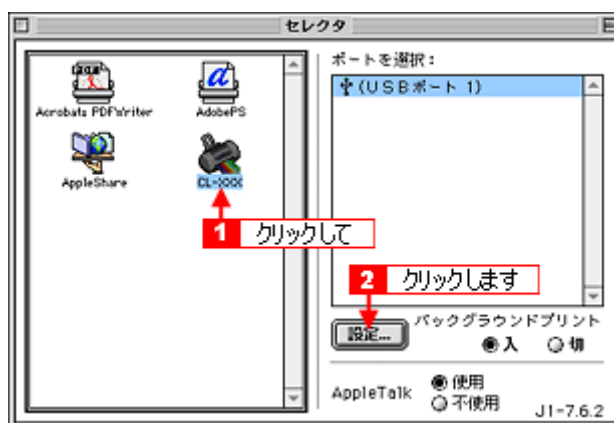 セレクタ
Acrobats PDFWriter
AdobePS
AppleShare
CL-XXX
1 クリックして
ポートを選択：
(USBポート 1)
2 クリックします
設定...
バックグラウンドプリント
入 切
AppleTalk
使用
不使用
J1-7.6.2